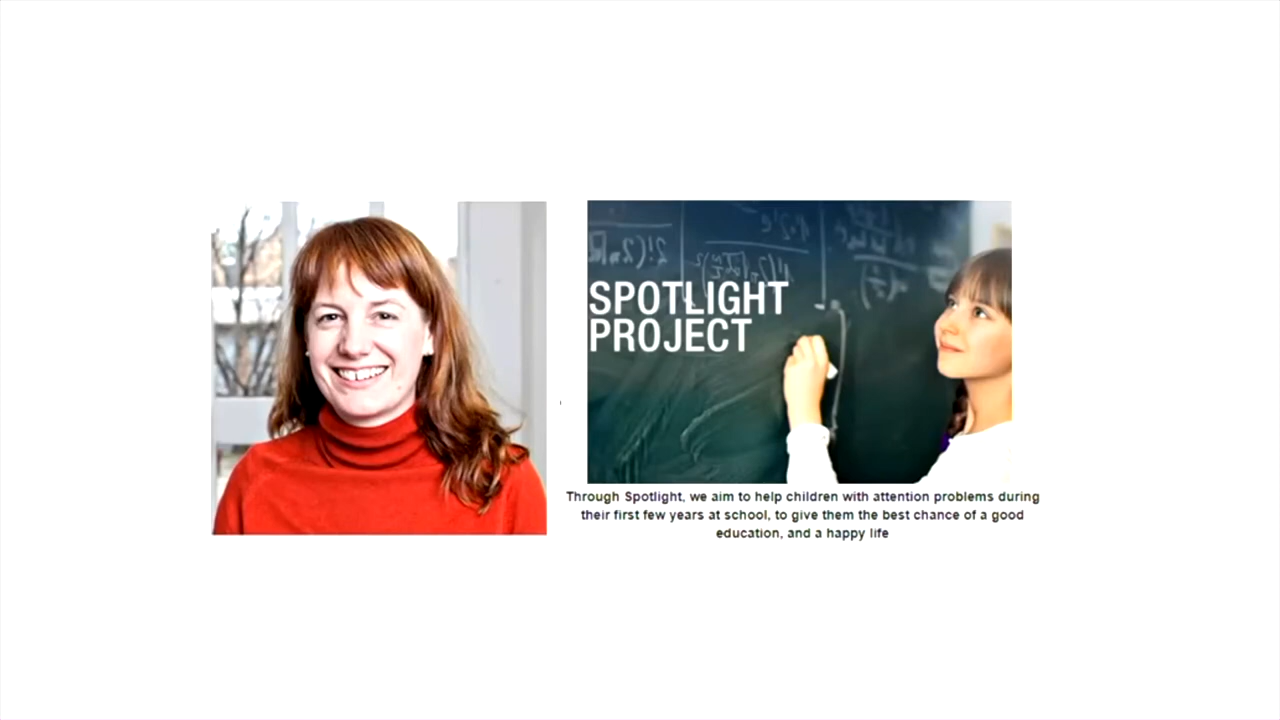 SPOTLIGHT
PROJECT
Through Spotlight, we aim to help children with attention problems during
their first few years at school, to give them the best chance of a good
education, and a happy life